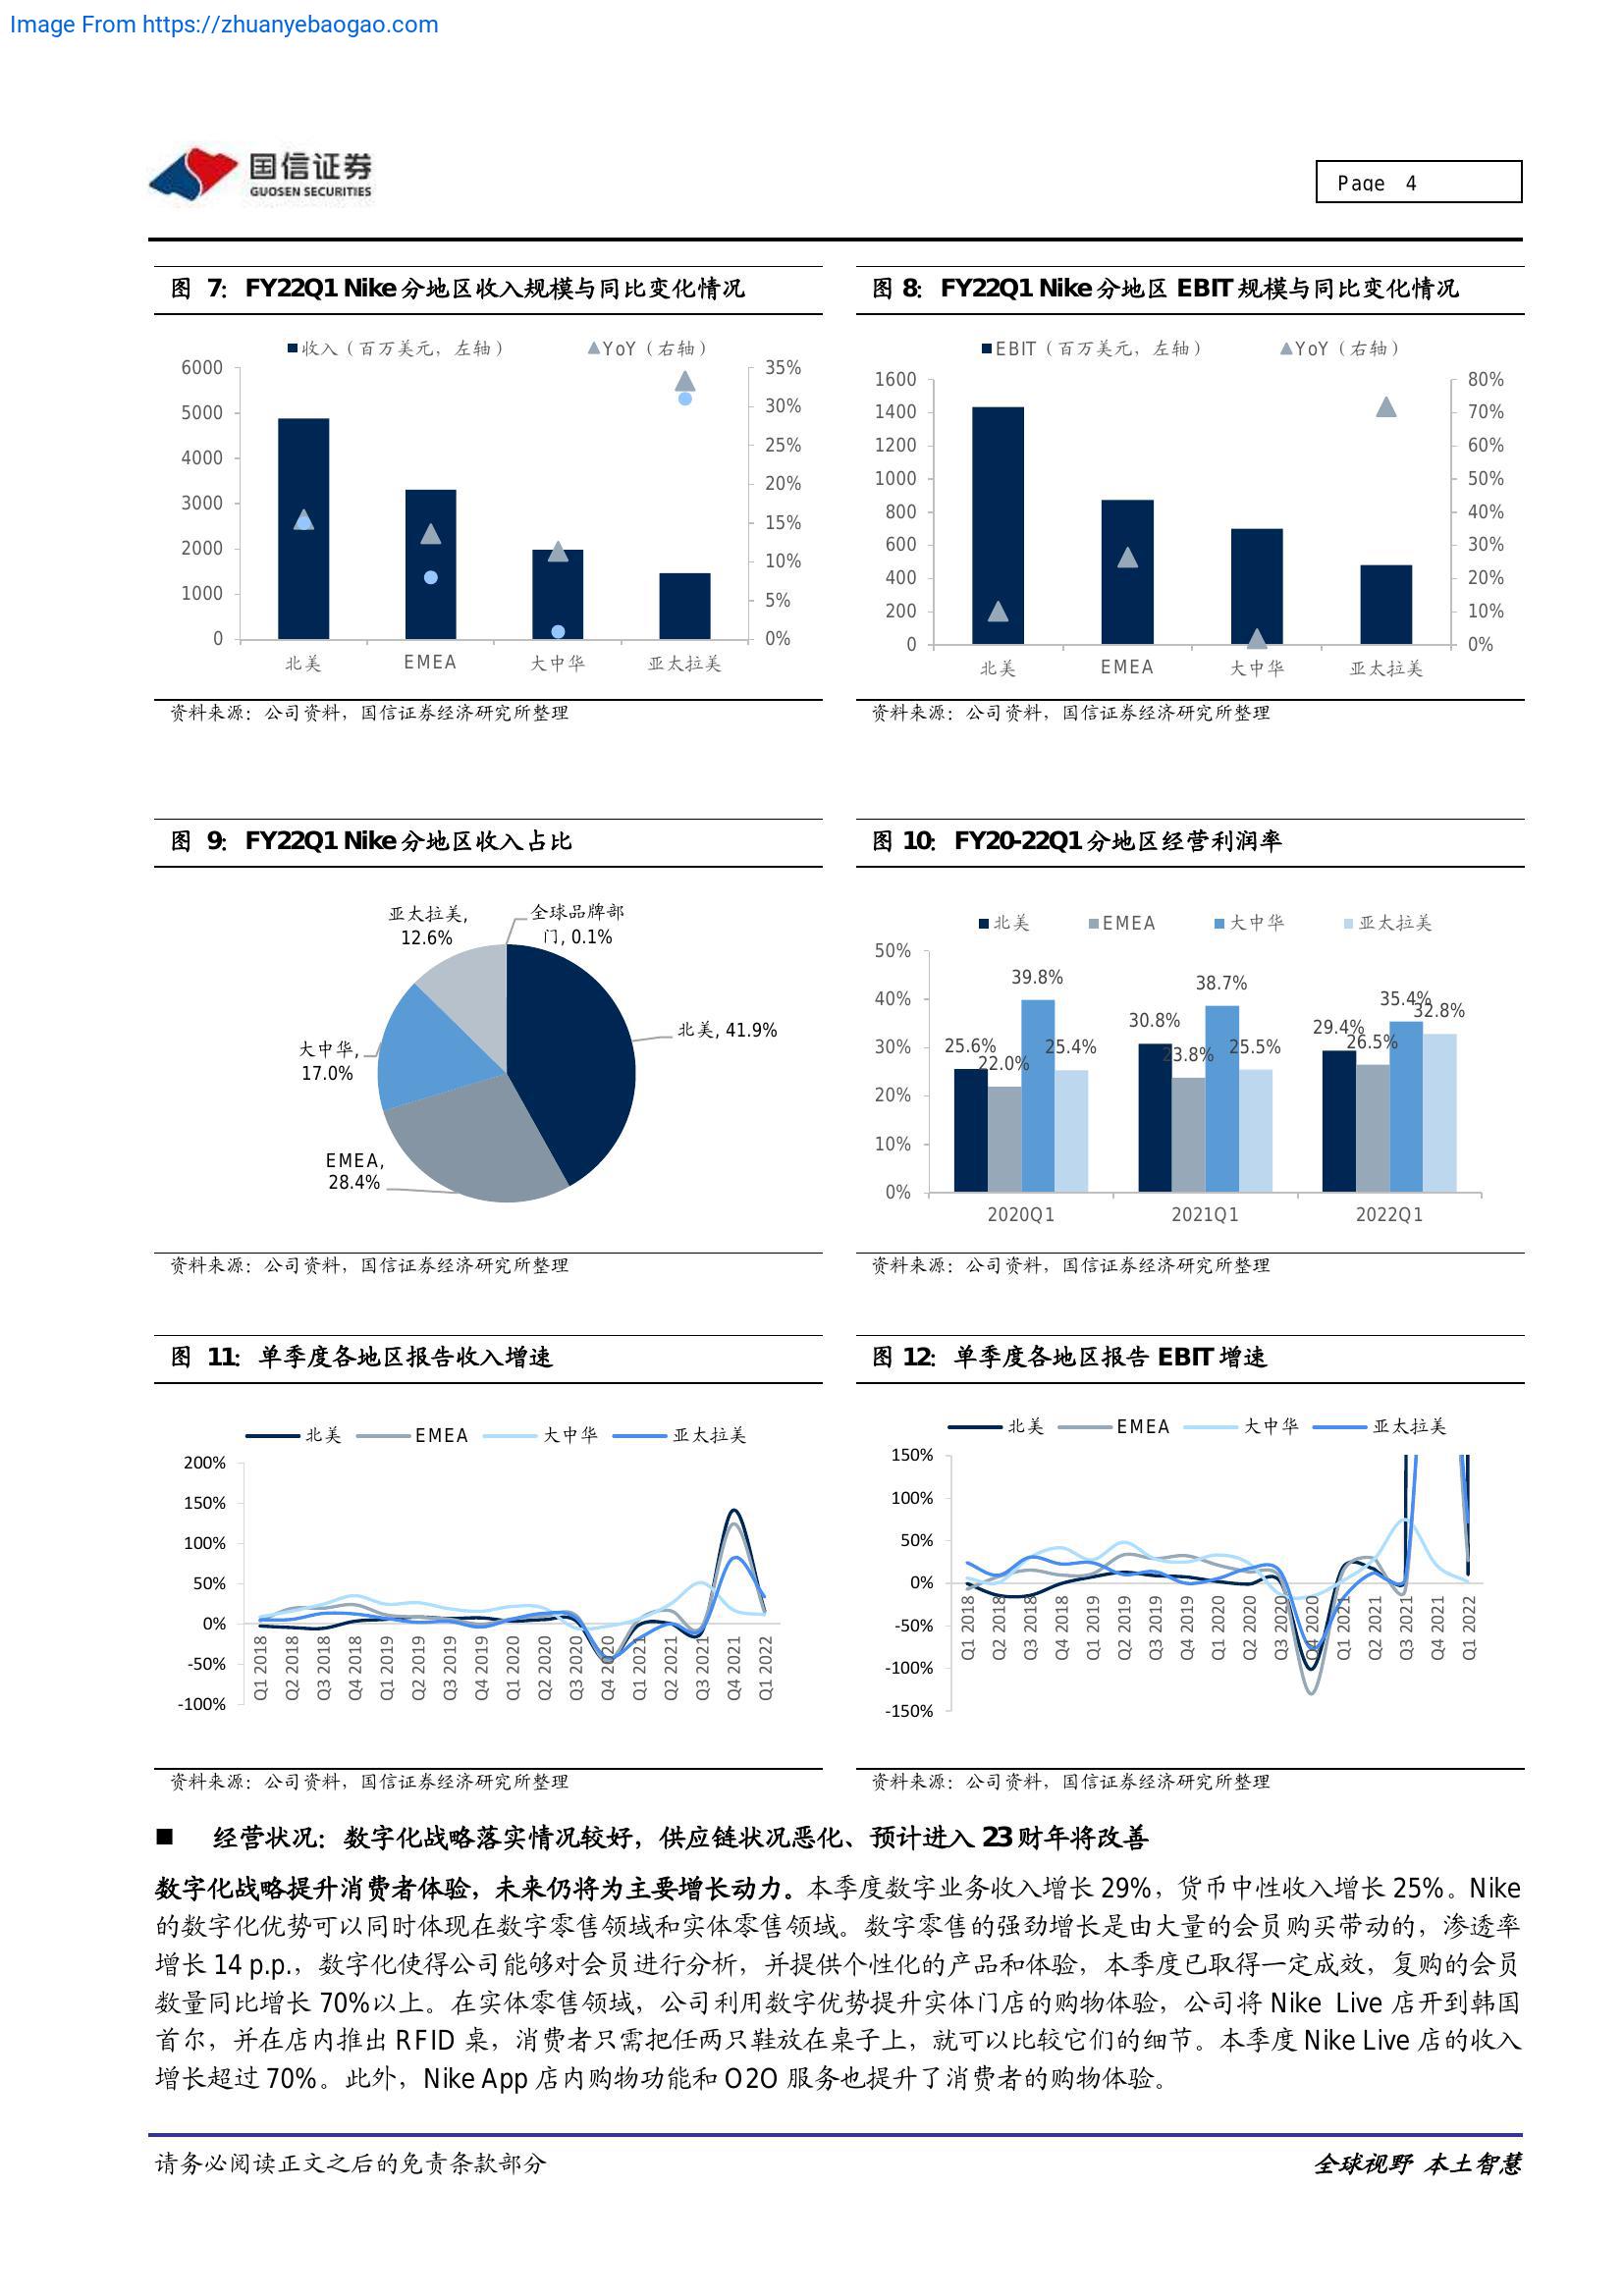 Image From https://zhuanyebaogao.com
国信证券
GUOSEN SECURITIES
Page 4
图 7: FY22Q1 Nike 分地区收入规模与同比变化情况
收入（百万美元，左轴） YoY（右轴）
6000
5000
4000
3000
2000
1000
0
35%
30%
25%
20%
15%
10%
5%
0%
北美 EMEA 大中华 亚太拉美
资料来源：公司资料，国信证券经济研究所整理
图 8: FY22Q1 Nike 分地区 EBIT 规模与同比变化情况
EBIT（百万美元，左轴） YoY（右轴）
1600
1400
1200
1000
800
600
400
200
0
80%
70%
60%
50%
40%
30%
20%
10%
0%
北美 EMEA 大中华 亚太拉美
资料来源：公司资料，国信证券经济研究所整理
图 9: FY22Q1 Nike 分地区收入占比
亚太拉美,
12.6%
全球品牌部
门, 0.1%
北美, 41.9%
大中华,
17.0%
EMEA,
28.4%
资料来源：公司资料，国信证券经济研究所整理
图 10: FY20-22Q1 分地区经营利润率
北美 EMEA 大中华 亚太拉美
50%
40%
30%
20%
10%
0%
25.6% 22.0% 39.8% 25.4%
30.8% 23.8% 38.7% 25.5%
29.4% 26.5% 35.4% 32.8%
2020Q1 2021Q1 2022Q1
资料来源：公司资料，国信证券经济研究所整理
图 11: 单季度各地区报告收入增速
北美 EMEA 大中华 亚太拉美
200%
150%
100%
50%
0%
-50%
-100%
Q1 2018 Q2 2018 Q3 2018 Q4 2018 Q1 2019 Q2 2019 Q3 2019 Q4 2019 Q1 2020 Q2 2020 Q3 2020 Q4 2020 Q1 2021 Q2 2021 Q3 2021 Q4 2021 Q1 2022
资料来源：公司资料，国信证券经济研究所整理
图 12: 单季度各地区报告 EBIT 增速
北美 EMEA 大中华 亚太拉美
150%
100%
50%
0%
-50%
-100%
-150%
Q1 2018 Q2 2018 Q3 2018 Q4 2018 Q1 2019 Q2 2019 Q3 2019 Q4 2019 Q1 2020 Q2 2020 Q3 2020 Q4 2020 Q1 2021 Q2 2021 Q3 2021 Q4 2021 Q1 2022
资料来源：公司资料，国信证券经济研究所整理
■ 经营状况：数字化战略落实情况较好，供应链状况恶化、预计进入 23 财年将改善
数字化战略提升消费者体验，未来仍将为主要增长动力。本季度数字业务收入增长 29%，货币中性收入增长 25%。Nike
的数字化优势可以同时体现在数字零售领域和实体零售领域。数字零售的强劲增长是由大量的会员购买带动的，渗透率
增长 14 p.p.，数字化使得公司能够对会员进行分析，并提供个性化的产品和体验，本季度已取得一定成效，复购的会员
数量同比增长 70%以上。在实体零售领域，公司利用数字优势提升实体门店的购物体验，公司将 Nike Live 店开到韩国
首尔，并在店内推出 RFID 桌，消费者只需把任两只鞋放在桌子上，就可以比较它们的细节。本季度 Nike Live 店的收入
增长超过 70%。此外，Nike App 店内购物功能和 O2O 服务也提升了消费者的购物体验。
请务必阅读正文之后的免责条款部分
全球视野 本土智慧